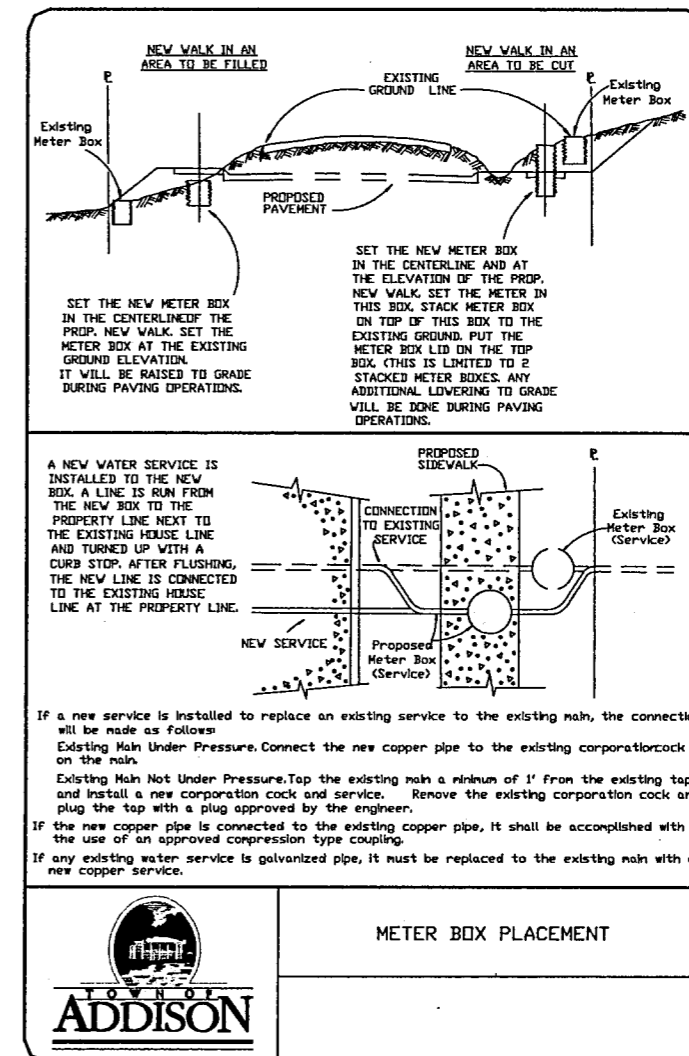 NEW WALK IN AN
AREA TO BE FILLED
NEW WALK IN AN
AREA TO BE CUT
EXISTING
GROUND LINE
Existing
Meter Box
Existing
Meter Box
PROPOSED
PAVEMENT
SET THE NEW METER BOX
IN THE CENTERLINEOF THE
PROP. NEW WALK. SET THE
METER BOX AT THE EXISTING
GROUND ELEVATION.
IT WILL BE RAISED TO GRADE
DURING PAVING OPERATIONS.
SET THE NEW METER BOX
IN THE CENTERLINE AND AT
THE ELEVATION OF THE PROP.
NEW WALK. SET THE METER IN
THIS BOX. STACK METER BOX
ON TOP OF THIS BOX TO THE
EXISTING GROUND. PUT THE
METER BOX LID ON THE TOP
BOX. (THIS IS LIMITED TO 2
STACKED METER BOXES. ANY
ADDITIONAL LOWERING TO GRADE
WILL BE DONE DURING PAVING
OPERATIONS.
A NEW WATER SERVICE IS
INSTALLED TO THE NEW
BOX. A LINE IS RUN FROM
THE NEW BOX TO THE
PROPERTY LINE NEXT TO
THE EXISTING HOUSE LINE
AND TURNED UP WITH A
CURB STOP. AFTER FLUSHING,
THE NEW LINE IS CONNECTED
TO THE EXISTING HOUSE
LINE AT THE PROPERTY LINE.
PROPOSED
SIDEWALK
CONNECTION
TO EXISTING
SERVICE
Existing
Meter Box
(Service)
NEW SERVICE
Proposed
Meter Box
(Service)
If a new service is installed to replace an existing service to the existing main, the connecti
will be made as follows:
Existing Main Under Pressure. Connect the new copper pipe to the existing corporationcock
on the main.
Existing Main Not Under Pressure.Tap the existing main a minimum of 1' from the existing tap
and install a new corporation cock and service. Remove the existing corporation cock an
plug the tap with a plug approved by the engineer.
If the new copper pipe is connected to the existing copper pipe, it shall be accomplished with
the use of an approved compression type coupling.
If any existing water service is galvanized pipe, it must be replaced to the existing main with a
new copper service.
METER BOX PLACEMENT
TOWN OF
ADDISON